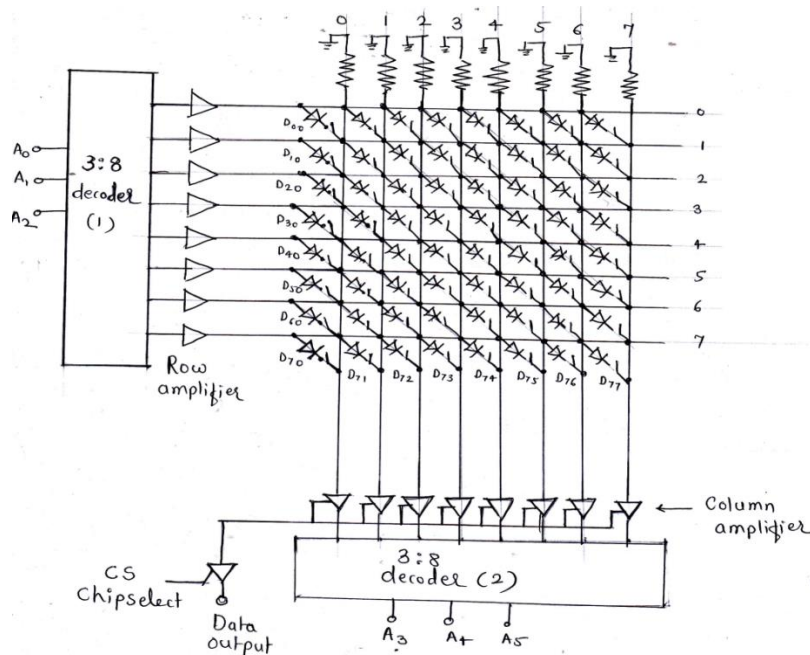 0 1 2 3 4 5 6 7
A0
A1
A2
3:8
decoder
(1)
D00
D10
D20
D30
D40
D50
D60
D70
D71 D72 D73 D74 D75 D76 D77
0
1
2
3
4
5
6
7
Row
amplifier
Column
amplifier
3:8
decoder (2)
CS
Chipselect
Data
output
A3 A4 A5